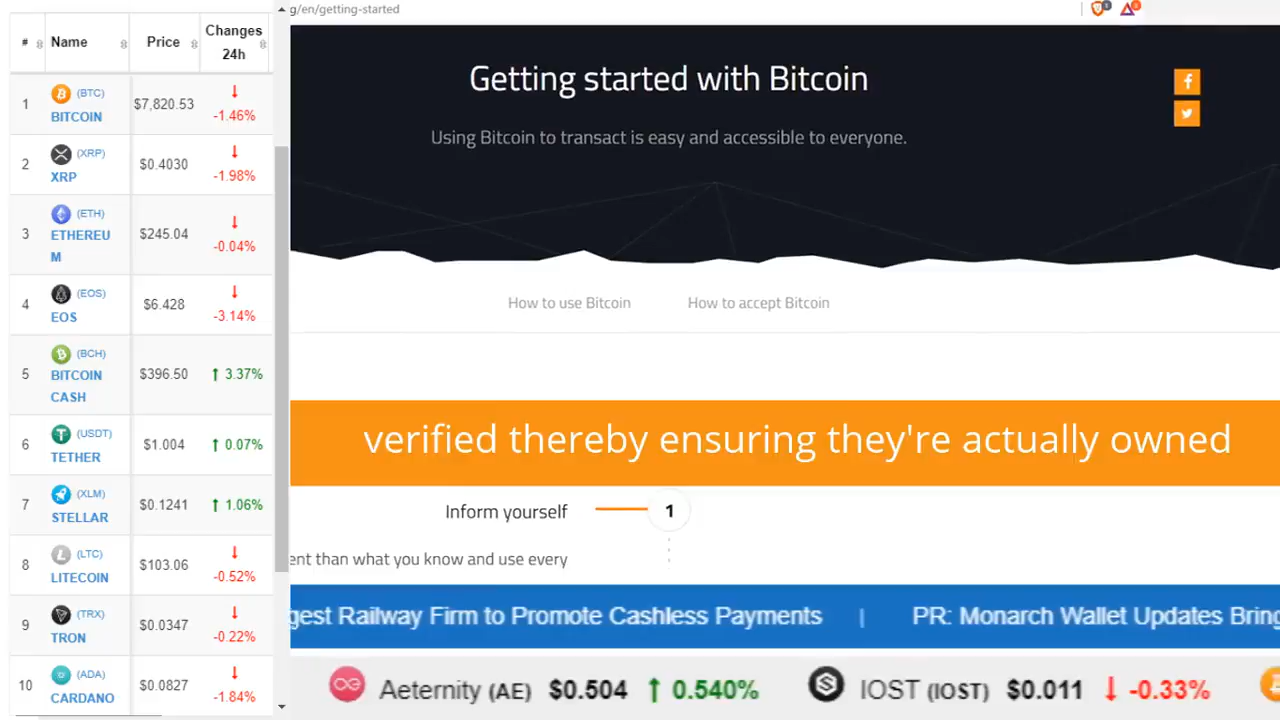 # Name Price Changes
24h
1 (BTC)
BITCOIN $7,820.53 -1.46%
2 (XRP)
XRP $0.4030 -1.98%
3 (ETH)
ETHEREU
M $245.04 -0.04%
4 (EOS)
EOS $6.428 -3.14%
5 (BCH)
BITCOIN
CASH $396.50 3.37%
6 (USDT)
TETHER $1.004 0.07%
7 (XLM)
STELLAR $0.1241 1.06%
8 (LTC)
LITECOIN $103.06 -0.52%
9 (TRX)
TRON $0.0347 -0.22%
10 (ADA)
CARDANO $0.0827 -1.84%
g/en/getting-started
Getting started with Bitcoin
Using Bitcoin to transact is easy and accessible to everyone.
How to use Bitcoin How to accept Bitcoin
verified thereby ensuring they're actually owned
Inform yourself 1
ent than what you know and use every
gest Railway Firm to Promote Cashless Payments | PR: Monarch Wallet Updates Bring
Aeternity (AE) $0.504 0.540% IOST (IOST) $0.011 -0.33%